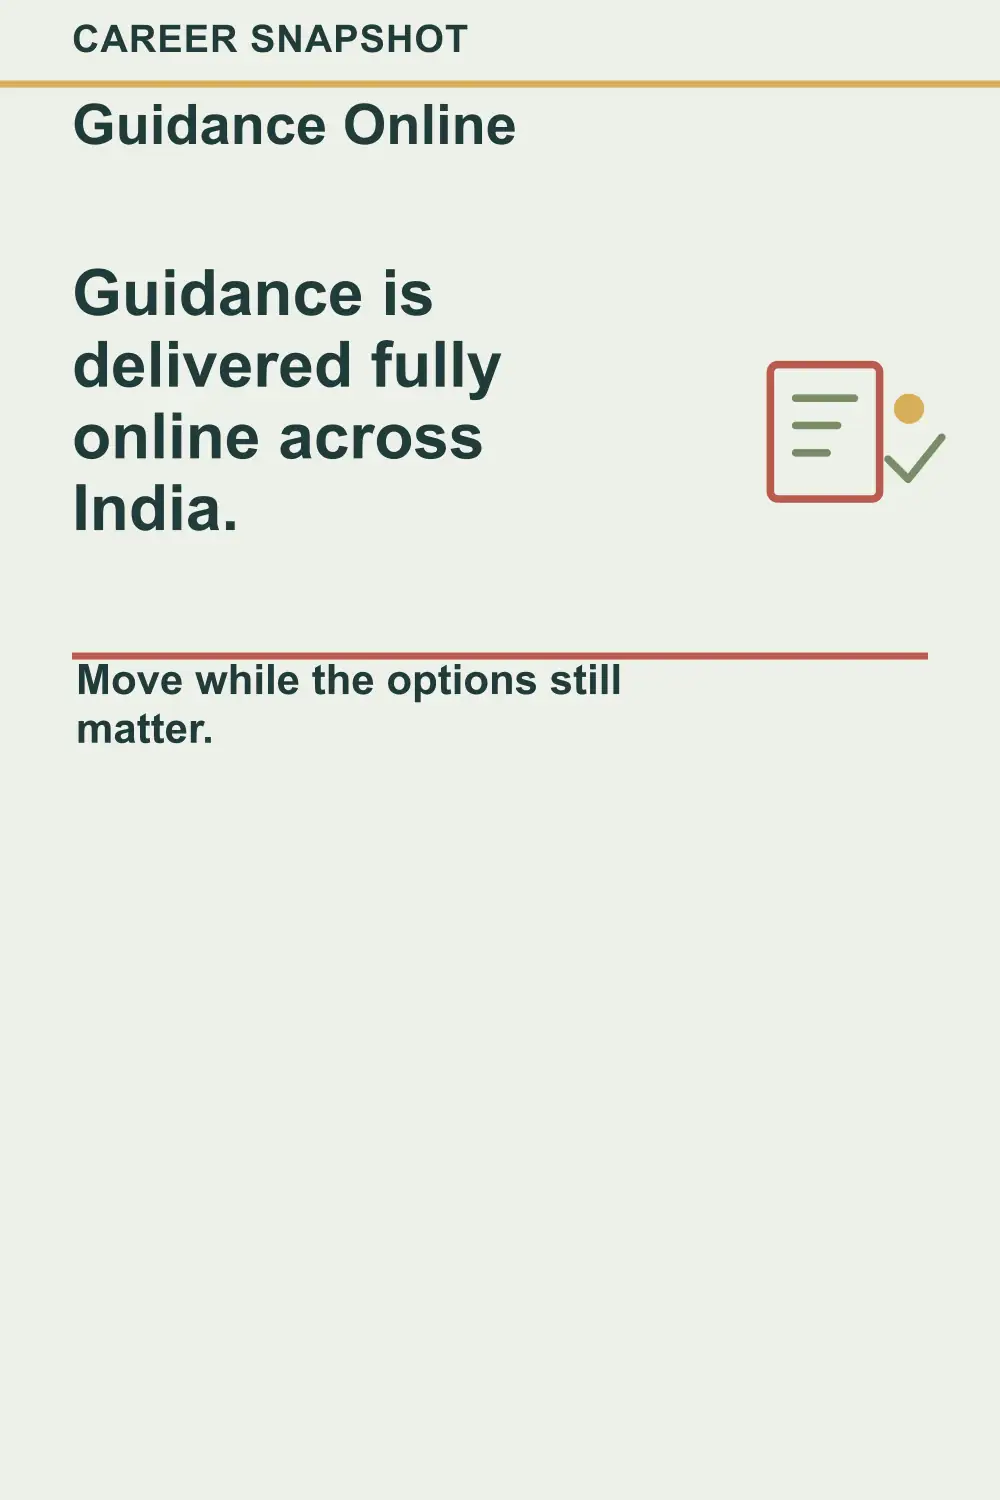 CAREER SNAPSHOT
Guidance Online
Guidance is
delivered fully
online across
India.
Move while the options still
matter.